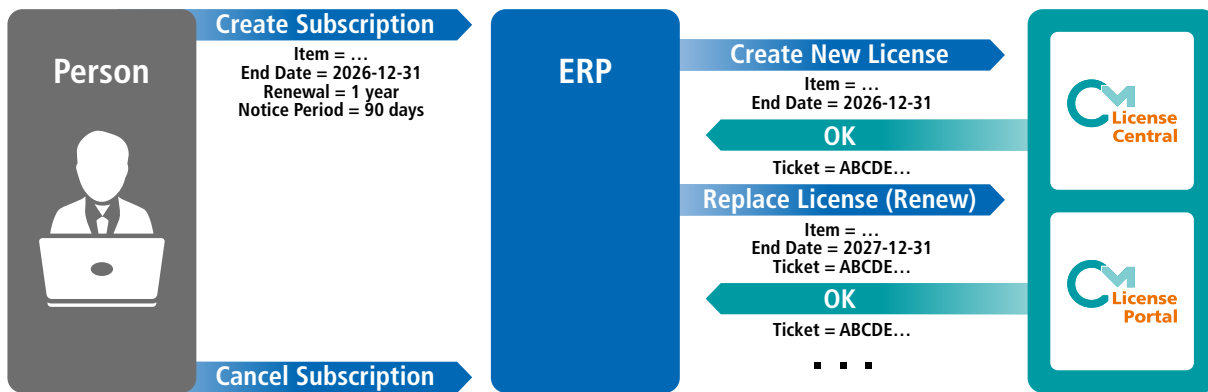 Person
Create Subscription
Item = …
End Date = 2026-12-31
Renewal = 1 year
Notice Period = 90 days
Cancel Subscription
ERP
Create New License
Item = …
End Date = 2026-12-31
OK
Ticket = ABCDE…
Replace License (Renew)
Item = …
End Date = 2027-12-31
Ticket = ABCDE…
OK
Ticket = ABCDE…
...
CM
License
Central
CM
License
Portal